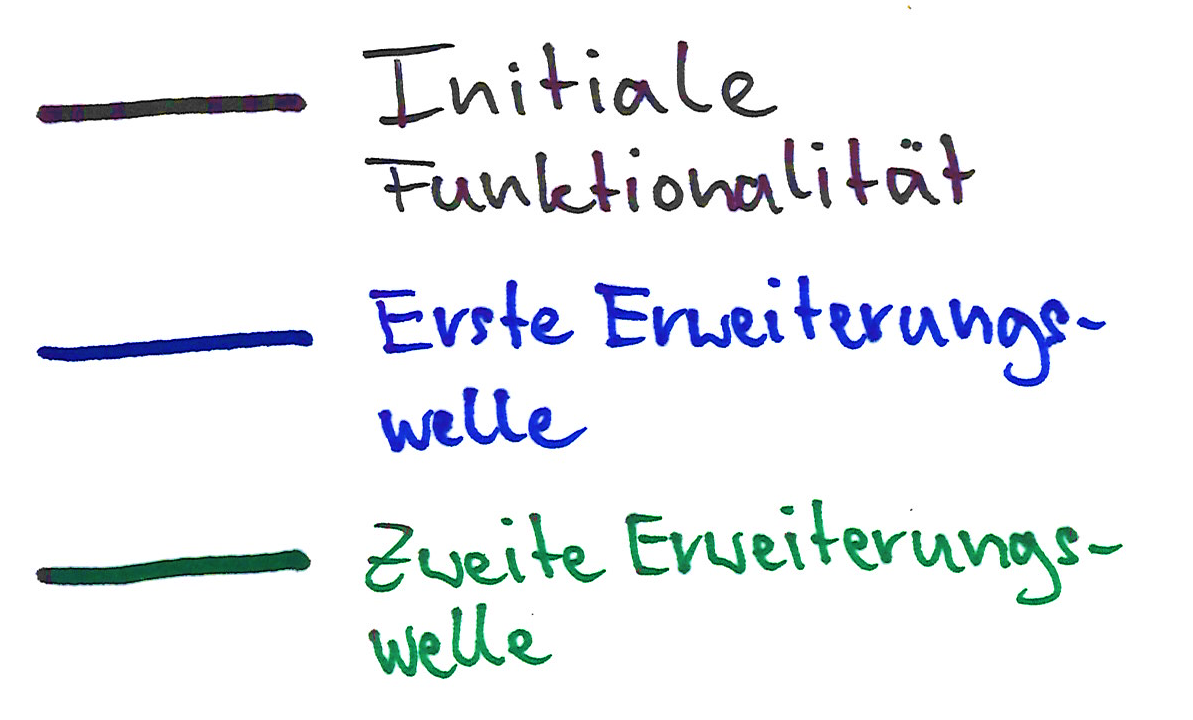 Initiale
Funktionalität
Erste Erweiterungs-
welle
Zweite Erweiterungs-
welle